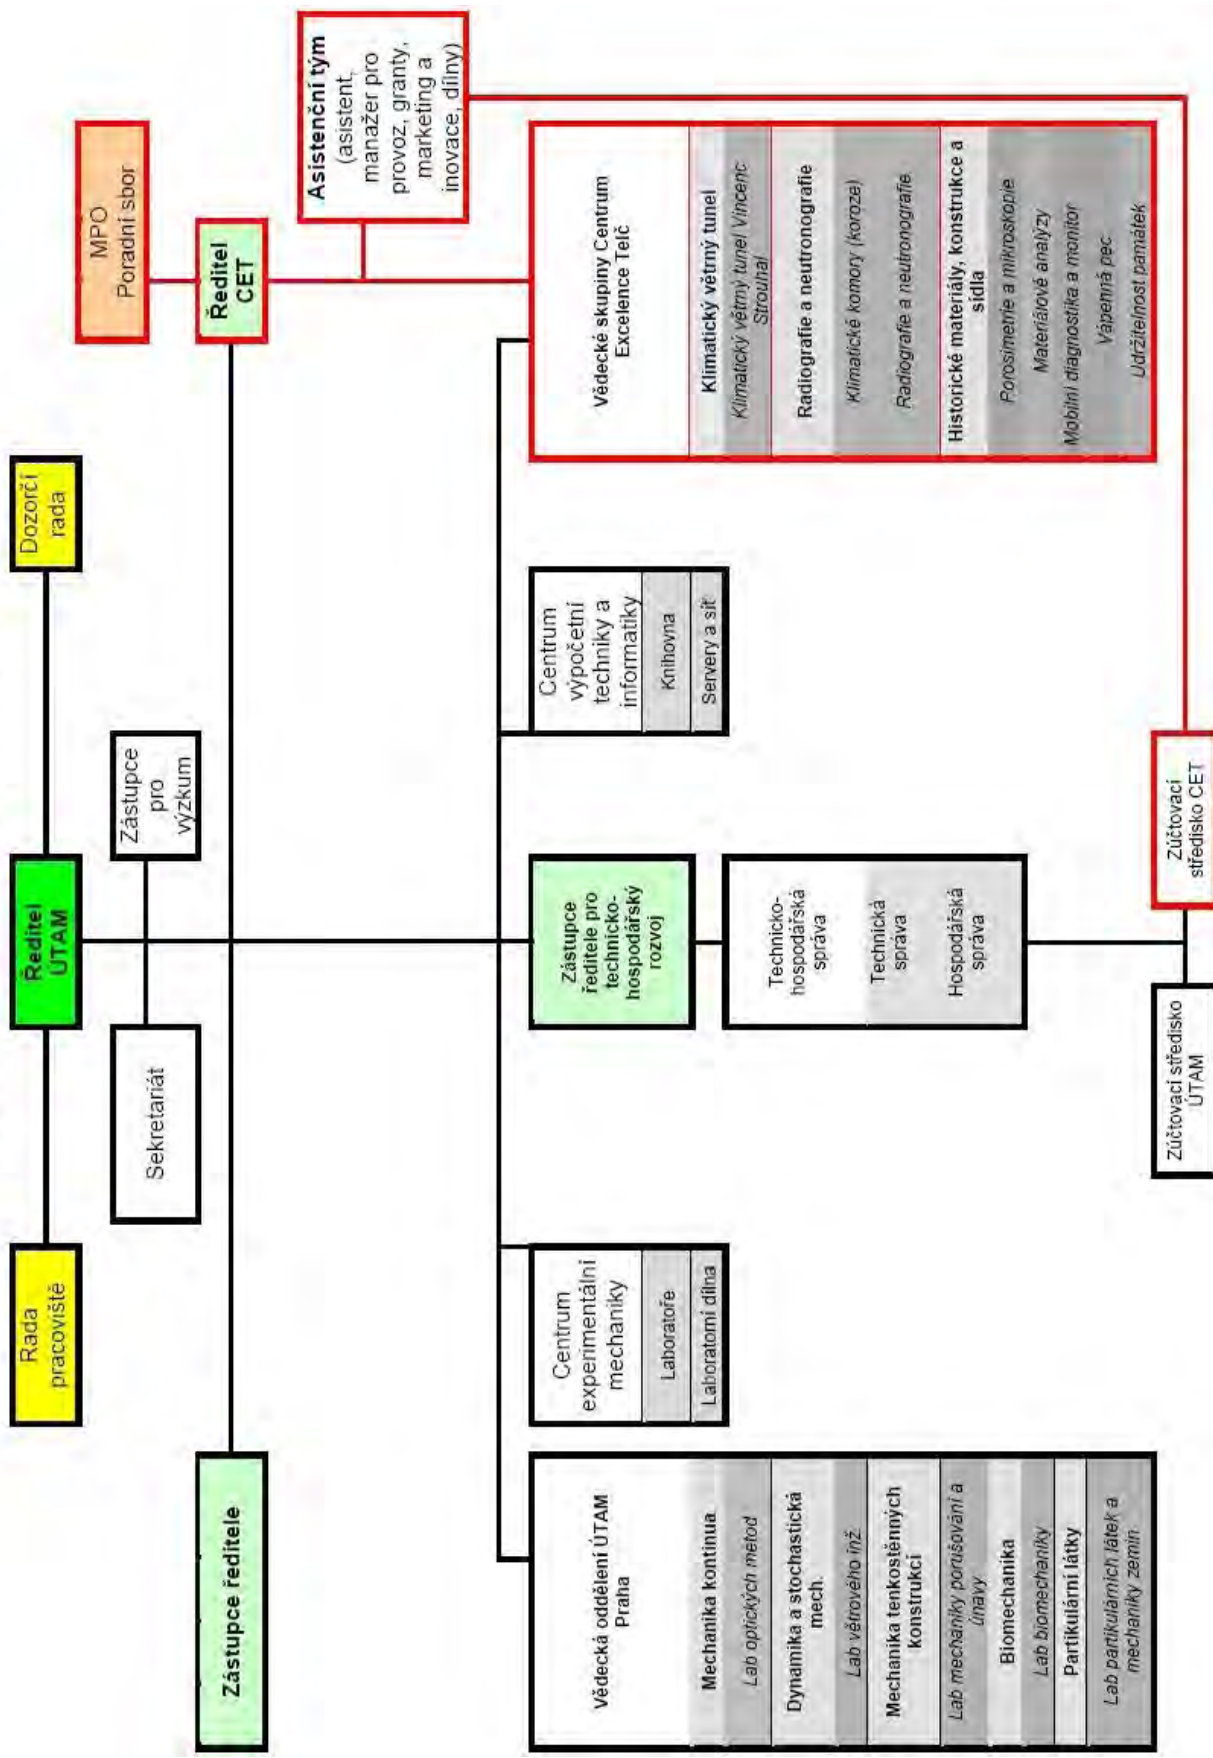 Rada
pracoviště
Ředitel
ÚTAM
Dozorčí
rada
MPO
Poradní sbor
Sekretariát
Zástupce
pro
výzkum
Zástupce ředitele
Ředitel
CET
Asistenční tým
(asistent,
manažer pro
provoz, granty,
marketing a
inovace, dílny)
Vědecká oddělení ÚTAM
Praha
Mechanika kontinua
Lab optických metod
Dynamika a stochastická
mech.
Lab větrového inž.
Mechanika tenkostěnných
konstrukcí
Lab mechaniky porušování a
únavy
Biomechanika
Lab biomechaniky
Partikulární látky
Lab partikulárních látek a
mechaniky zemin
Centrum
experimentální
mechaniky
Laboratoře
Laboratorní dílna
Zástupce
ředitele pro
technicko-
hospodářský
rozvoj
Technicko-
hospodářská
správa
Technická
správa
Hospodářská
správa
Centrum
výpočetní
techniky a
informatiky
Knihovna
Servery a síť
Vědecké skupiny Centrum
Excelence Telč
Klimatický větrný tunel
Klimatický větrný tunel Vincenc
Strouhal
Radiografie a neutronografie
Klimatické komory (koroze)
Radiografie a neutronografie
Historické materiály, konstrukce a
sídla
Porosimetrie a mikroskopie
Materiálové analýzy
Mobilní diagnostika a monitor
Vápenná pec
Udržitelnost památek
Zúčtovací středisko
ÚTAM
Zúčtovací
středisko CET